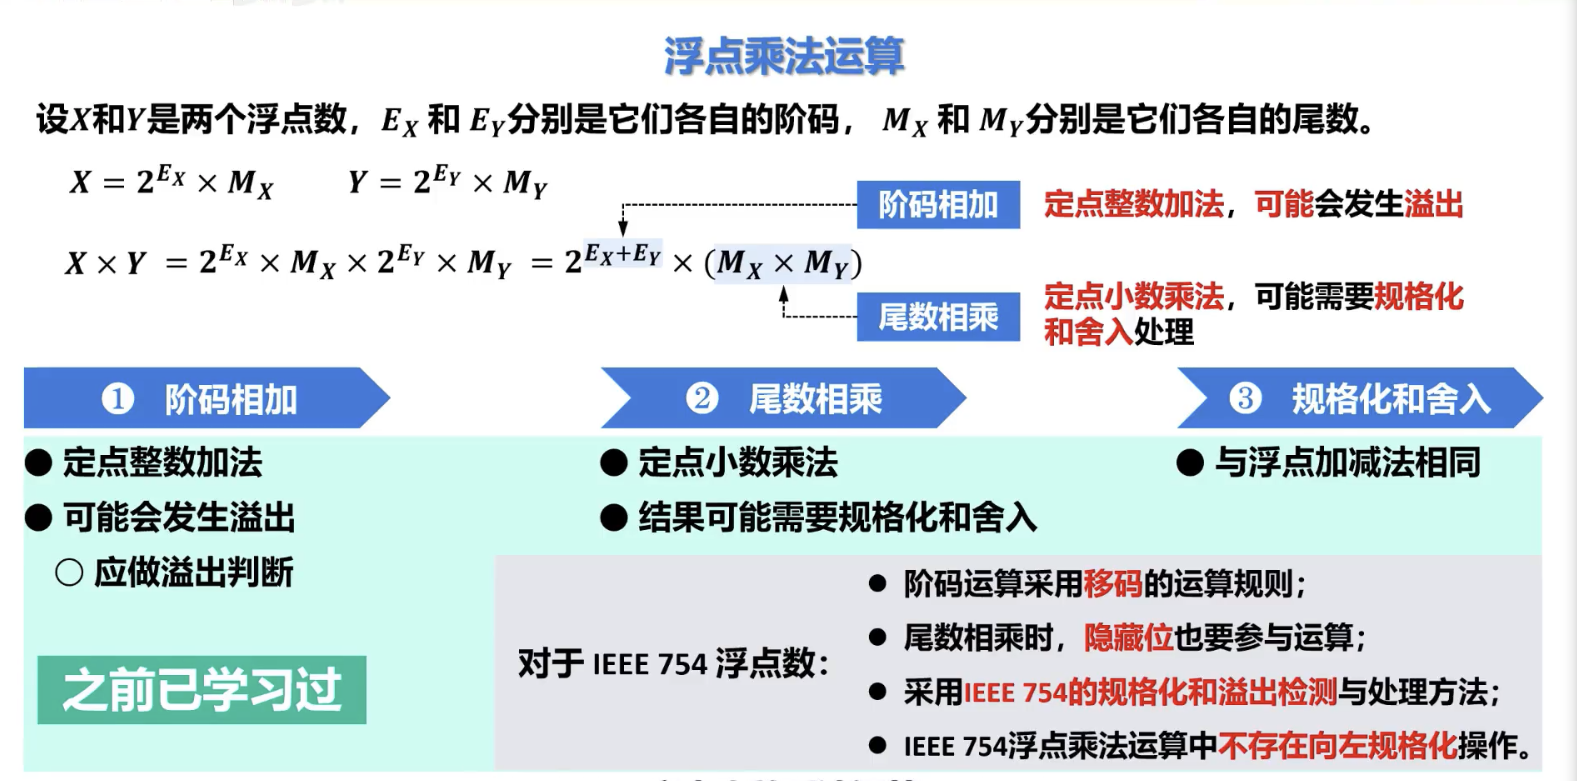 浮点乘法运算
设X和Y是两个浮点数，E_X 和 E_Y分别是它们各自的阶码， M_X 和 M_Y分别是它们各自的尾数。
X = 2^{E_X} × M_X Y = 2^{E_Y} × M_Y
阶码相加 定点整数加法，可能会发生溢出
X × Y = 2^{E_X} × M_X × 2^{E_Y} × M_Y = 2^{E_X+E_Y} × (M_X × M_Y)
尾数相乘 定点小数乘法，可能需要规格化
和舍入处理
❶ 阶码相加
● 定点整数加法
● 可能会发生溢出
○ 应做溢出判断
之前已学习过
❷ 尾数相乘
● 定点小数乘法
● 结果可能需要规格化和舍入
❸ 规格化和舍入
● 与浮点加减法相同
对于 IEEE 754 浮点数：
● 阶码运算采用移码的运算规则；
● 尾数相乘时，隐藏位也要参与运算；
● 采用IEEE 754的规格化和溢出检测与处理方法；
● IEEE 754浮点乘法运算中不存在向左规格化操作。